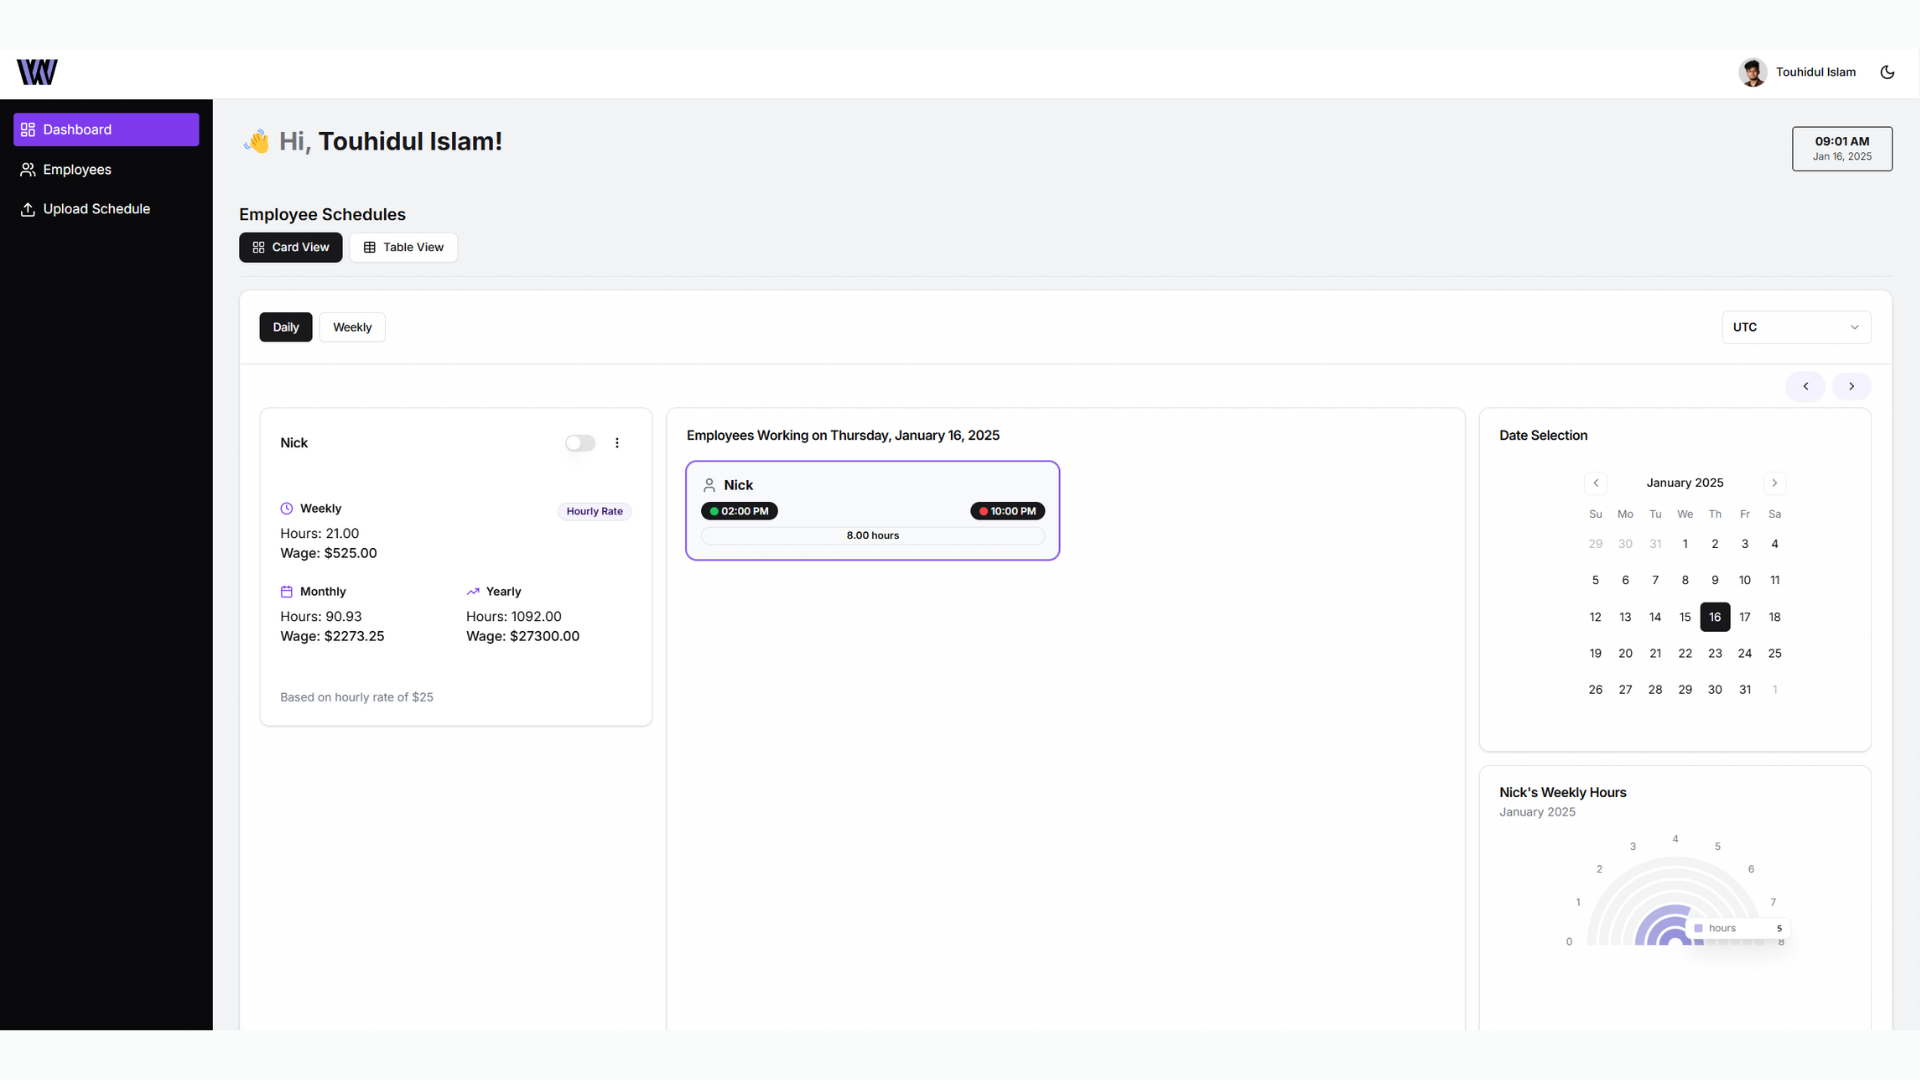 W
Touhidul Islam
Dashboard
Employees
Upload Schedule
👋 Hi, Touhidul Islam!
09:01 AM
Jan 16, 2025
Employee Schedules
Card View
Table View
Daily
Weekly
UTC
Nick
Weekly
Hourly Rate
Hours: 21.00
Wage: $525.00
Monthly
Hours: 90.93
Wage: $2273.25
Yearly
Hours: 1092.00
Wage: $27300.00
Based on hourly rate of $25
Employees Working on Thursday, January 16, 2025
Nick
02:00 PM
10:00 PM
8.00 hours
Date Selection
January 2025
Su Mo Tu We Th Fr Sa
29 30 31 1 2 3 4
5 6 7 8 9 10 11
12 13 14 15 16 17 18
19 20 21 22 23 24 25
26 27 28 29 30 31 1
Nick's Weekly Hours
January 2025
0
1
2
3
4
5
6
7
8
hours 5